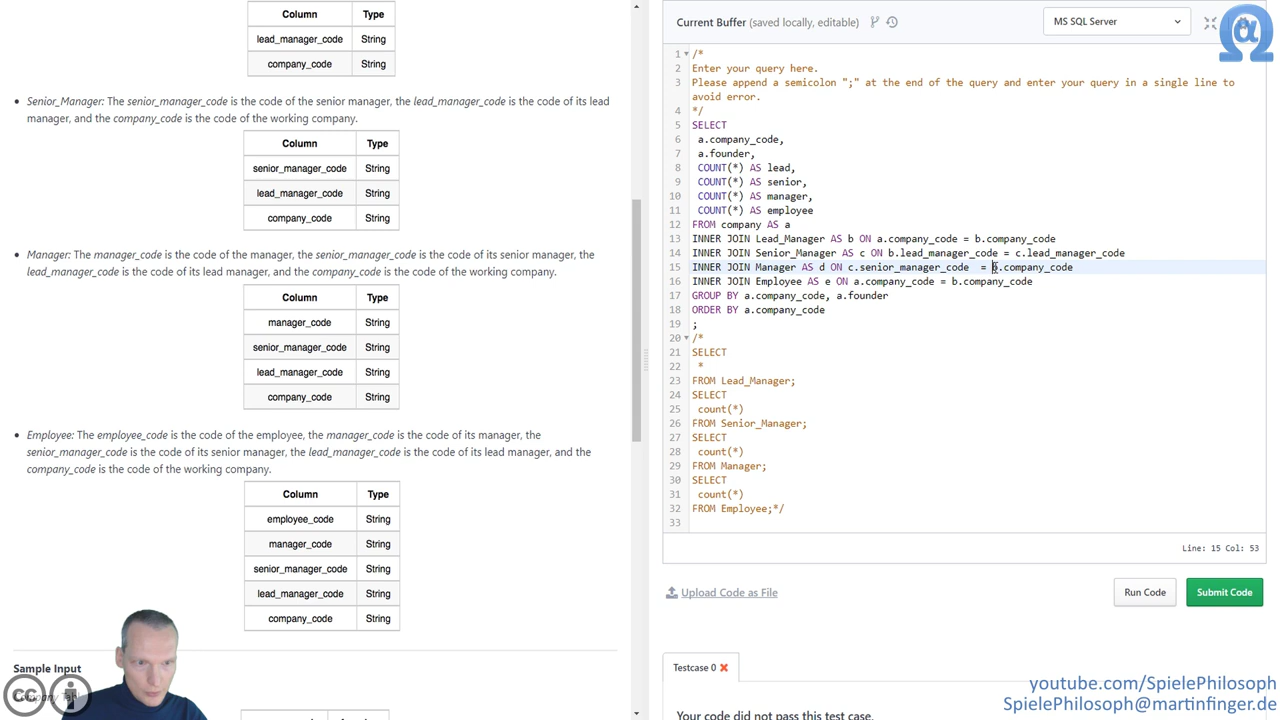 Column Type
lead_manager_code String
company_code String
• Senior_Manager: The senior_manager_code is the code of the senior manager, the lead_manager_code is the code of its lead
manager, and the company_code is the code of the working company.
Column Type
senior_manager_code String
lead_manager_code String
company_code String
• Manager: The manager_code is the code of the manager, the senior_manager_code is the code of its senior manager, the
lead_manager_code is the code of its lead manager, and the company_code is the code of the working company.
Column Type
manager_code String
senior_manager_code String
lead_manager_code String
company_code String
• Employee: The employee_code is the code of the employee, the manager_code is the code of its manager, the
senior_manager_code is the code of its senior manager, the lead_manager_code is the code of its lead manager, and the
company_code is the code of the working company.
Column Type
employee_code String
manager_code String
senior_manager_code String
lead_manager_code String
company_code String
Sample Input
cc
Current Buffer (saved locally, editable)
MS SQL Server
1 /*
2 Enter your query here.
3 Please append a semicolon ";" at the end of the query and enter your query in a single line to
avoid error.
4 */
5 SELECT
6 a.company_code,
7 a.founder,
8 COUNT(*) AS lead,
9 COUNT(*) AS senior,
10 COUNT(*) AS manager,
11 COUNT(*) AS employee
12 FROM company AS a
13 INNER JOIN Lead_Manager AS b ON a.company_code = b.company_code
14 INNER JOIN Senior_Manager AS c ON b.lead_manager_code = c.lead_manager_code
15 INNER JOIN Manager AS d ON c.senior_manager_code  = b.company_code
16 INNER JOIN Employee AS e ON a.company_code = b.company_code
17 GROUP BY a.company_code, a.founder
18 ORDER BY a.company_code
19 ;
20 /*
21 SELECT
22 *
23 FROM Lead_Manager;
24 SELECT
25 count(*)
26 FROM Senior_Manager;
27 SELECT
28 count(*)
29 FROM Manager;
30 SELECT
31 count(*)
32 FROM Employee;*/
33
Line: 15 Col: 53
Upload Code as File
Run Code
Submit Code
Testcase 0
Your code did not pass this test case.
youtube.com/SpielePhilosoph
SpielePhilosoph@martinfinger.de